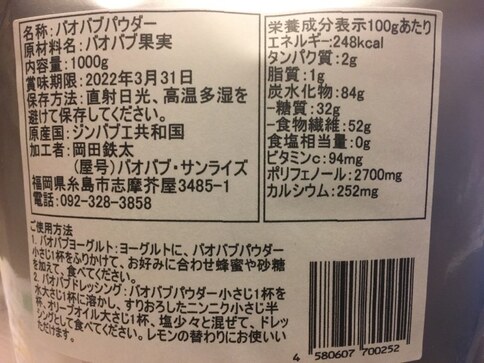 名称:バオバブパウダー
原材料名:バオバブ果実
内容量:1000g
賞味期限:2022年3月31日
保存方法:直射日光、高温多湿を
避けて保存してください。
原産国:ジンバブエ共和国
加工者:岡田鉄太
(屋号)バオバブ・サンライズ
福岡県糸島市志摩芥屋3485-1
電話:092-328-3858
栄養成分表示100gあたり
エネルギー:248kcal
タンパク質:2g
脂質:1g
炭水化物:84g
-糖質:32g
-食物繊維:52g
食塩相当量:0g
ビタミンc:94mg
ポリフェノール:2700mg
カルシウム:252mg
ご使用方法
1.バオバブヨーグルト:ヨーグルトに、バオバブパウダー
小さじ1杯をふりかけて、お好みに合わせ蜂蜜や砂糖
を加えて、食べてください。
2.バオバブドレッシング:バオバブパウダー小さじ1杯を
水大さじ1杯に溶かし、すりおろしたニンニク小さじ半
杯、オリーブオイル大さじ1杯、塩少々と混ぜて、ドレッ
シングとして食べてください。レモンの替わりにお使いい
ただけます。
4 580607 700252